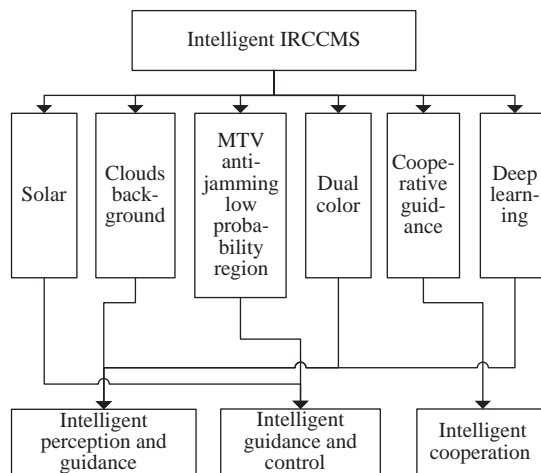 Intelligent IRCCMS
Solar
Clouds
back-
ground
MTV
anti-
jamming
low
proba-
bility
region
Dual
color
Coope-
rative
guid-
ance
Deep
learn-
ing
Intelligent
perception and
guidance
Intelligent
guidance and
control
Intelligent
cooperation